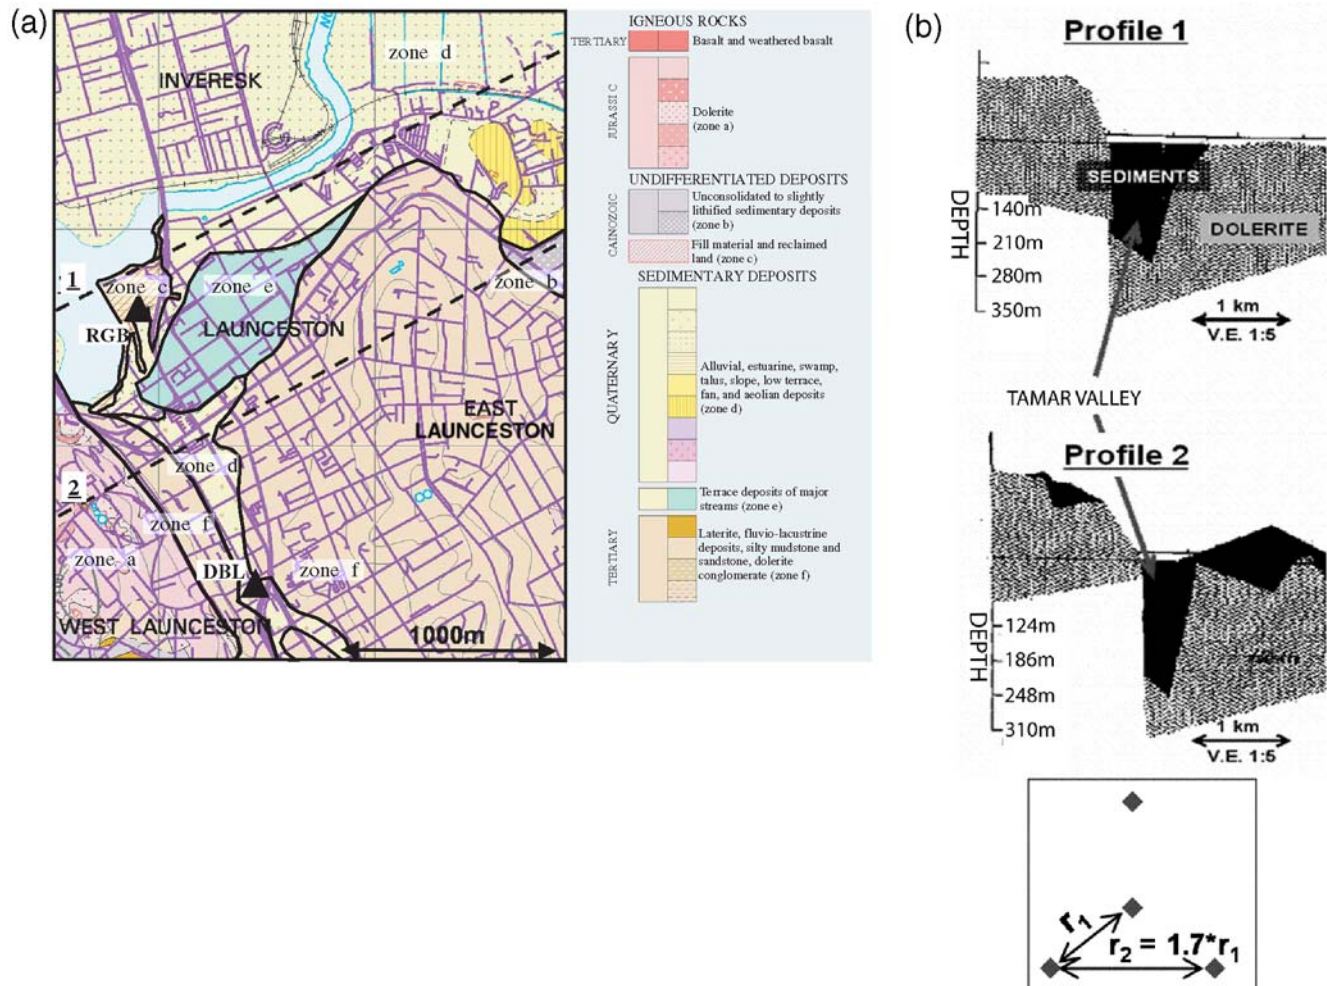 (a)
zone d
INVERESK
1
zone c
zone e
zone b
RGB
LAUNCESTON
EAST
LAUNCESTON
zone d
2
zone f
zone a
DBL
zone f
WEST LAUNCESTON
1000m
IGNEOUS ROCKS
TERTIARY
Basalt and weathered basalt
JURASSIC
Dolerite
(zone a)
UNDIFFERENTIATED DEPOSITS
CAINOZOIC
Unconsolidated to slightly
lithified sedimentary deposits
(zone b)
Fill material and reclaimed
land (zone c)
SEDIMENTARY DEPOSITS
QUATERNARY
Alluvial, estuarine, swamp,
talus, slope, low terrace,
fan, and aeolian deposits
(zone d)
Terrace deposits of major
streams (zone e)
TERTIARY
Laterite, fluvio-lacustrine
deposits, silty mudstone and
sandstone, dolerite
conglomerate (zone f)
(b)
Profile 1
SEDIMENTS
DEPTH
140m
210m
280m
350m
DOLERITE
1 km
V.E. 1:5
TAMAR VALLEY
Profile 2
DEPTH
124m
186m
248m
310m
1 km
V.E. 1:5
r1
r2 = 1.7*r1